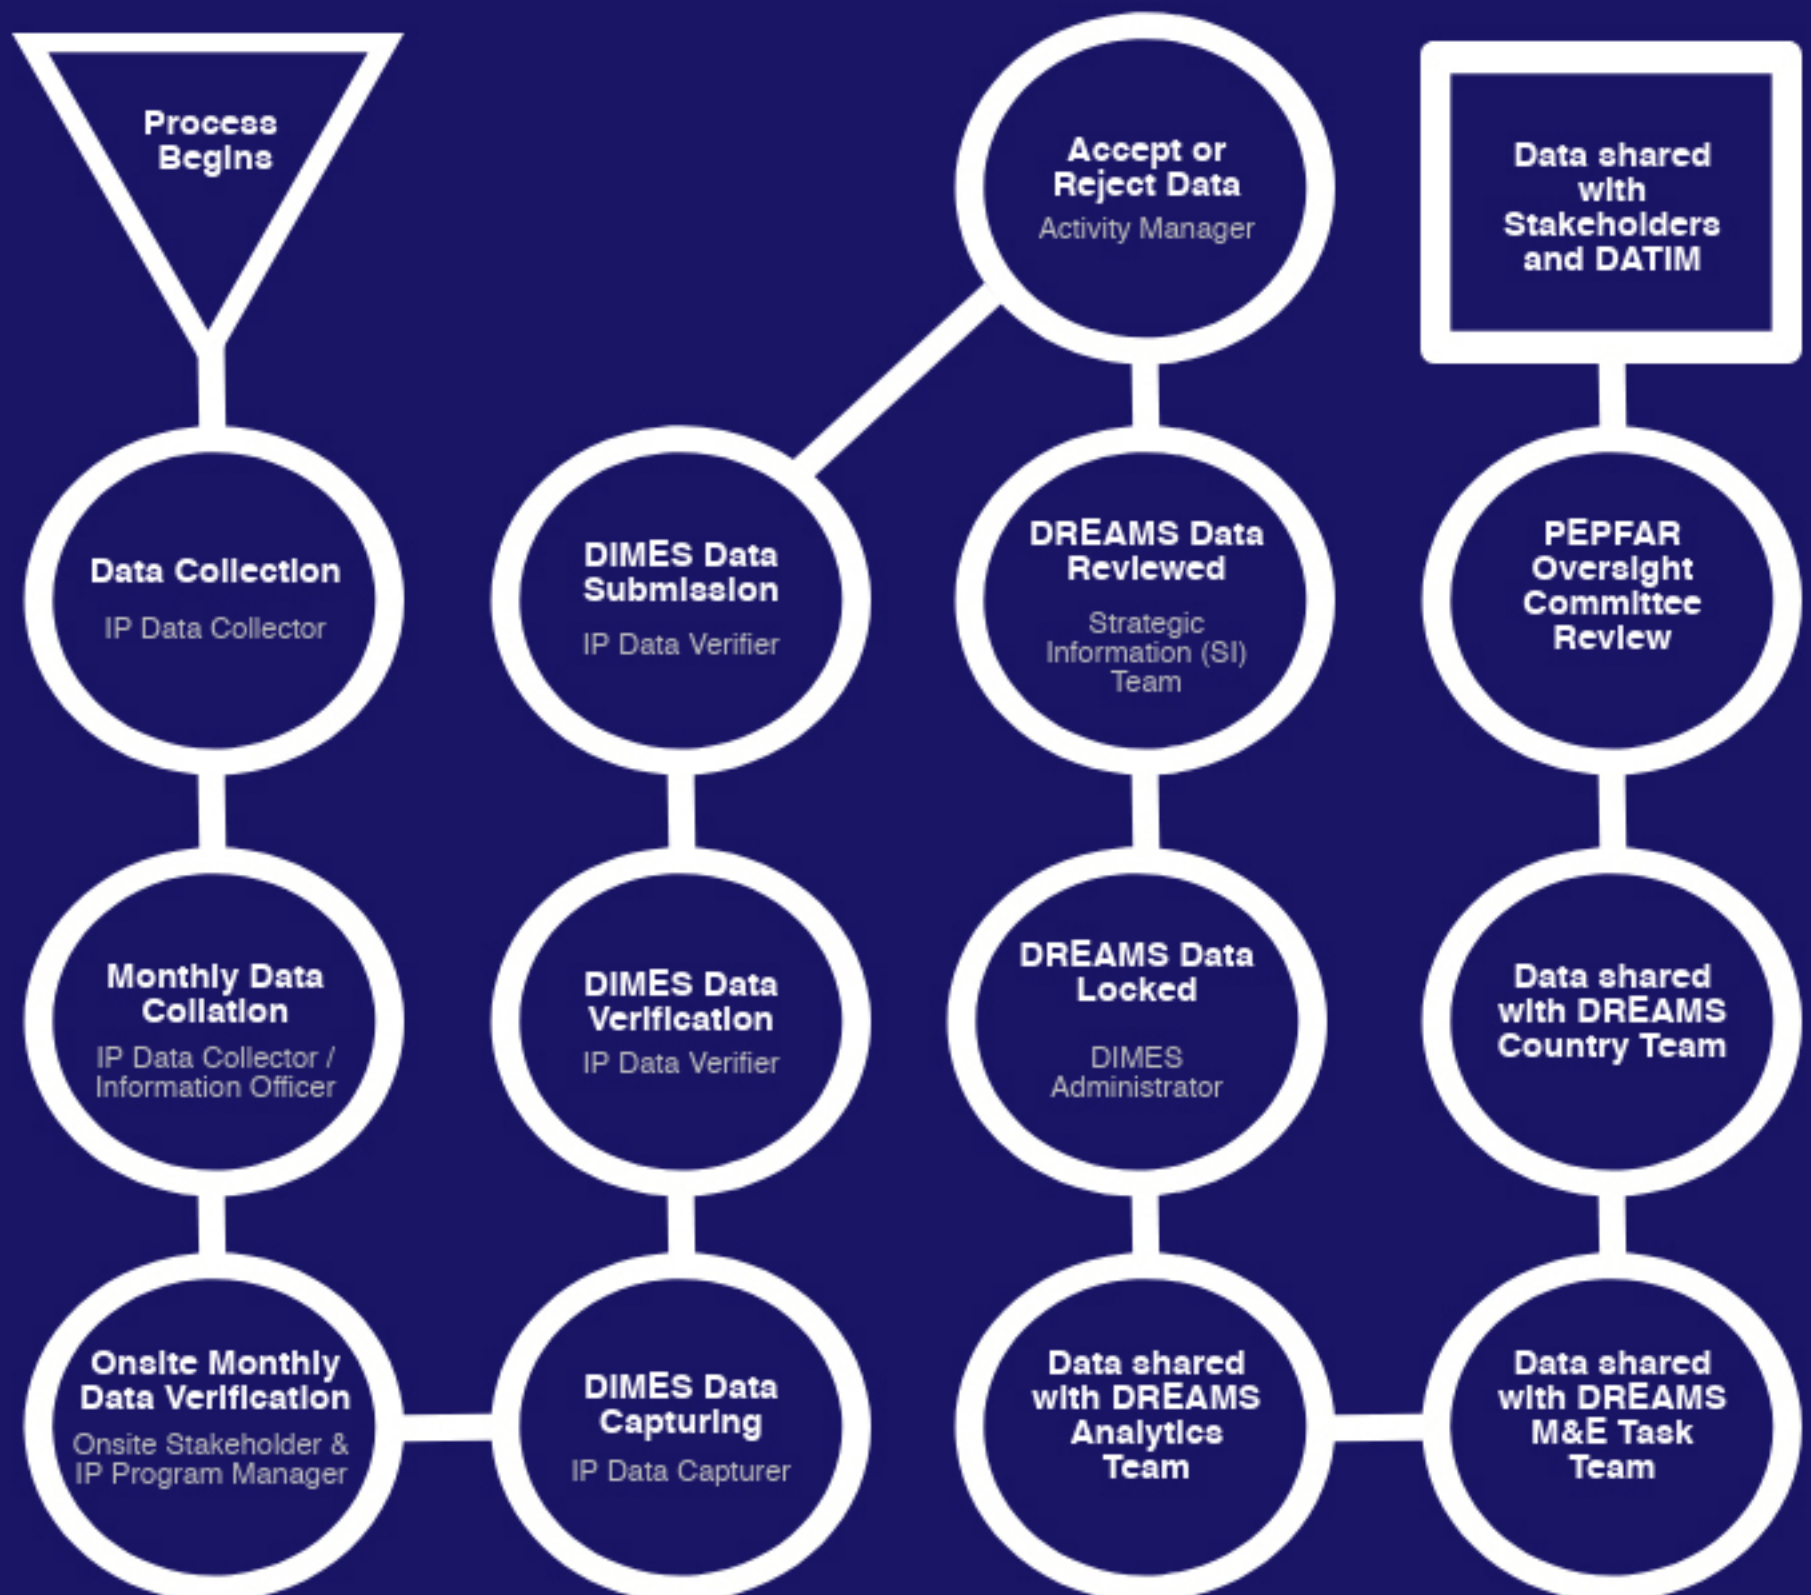 Process
Begins
Data Collection
IP Data Collector
Monthly Data
Collation
IP Data Collector /
Information Officer
Onsite Monthly
Data Verification
Onsite Stakeholder &
IP Program Manager
DIMES Data
Capturing
IP Data Capturer
DIMES Data
Verification
IP Data Verifier
DIMES Data
Submission
IP Data Verifier
Accept or
Reject Data
Activity Manager
DREAMS Data
Reviewed
Strategic
Information (SI)
Team
DREAMS Data
Locked
DIMES
Administrator
Data shared
with DREAMS
Analytics
Team
Data shared
with DREAMS
M&E Task
Team
Data shared
with DREAMS
Country Team
PEPFAR
Oversight
Committee
Review
Data shared
with
Stakeholders
and DATIM